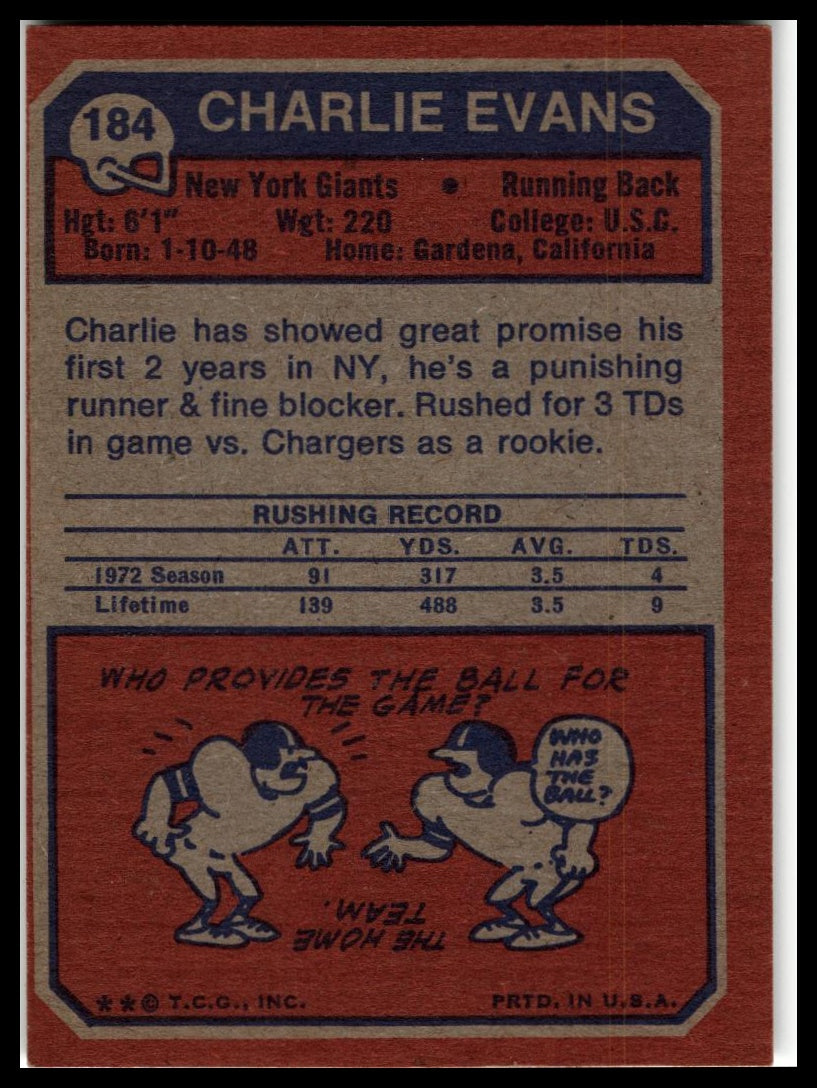 184 CHARLIE EVANS
New York Giants • Running Back
Hgt: 6'1" Wgt: 220 College: U.S.C.
Born: 1-10-48 Home: Gardena, California
Charlie has showed great promise his
first 2 years in NY, he's a punishing
runner & fine blocker. Rushed for 3 TDs
in game vs. Chargers as a rookie.
RUSHING RECORD
ATT. YDS. AVG. TDS.
1972 Season 91 317 3.5 4
Lifetime 139 488 3.5 9
WHO PROVIDES THE BALL FOR
THE GAME?
WHO
HAS
THE
BALL?
THE HOME
TEAM.
**© T.C.G., INC. PRTD. IN U.S.A.